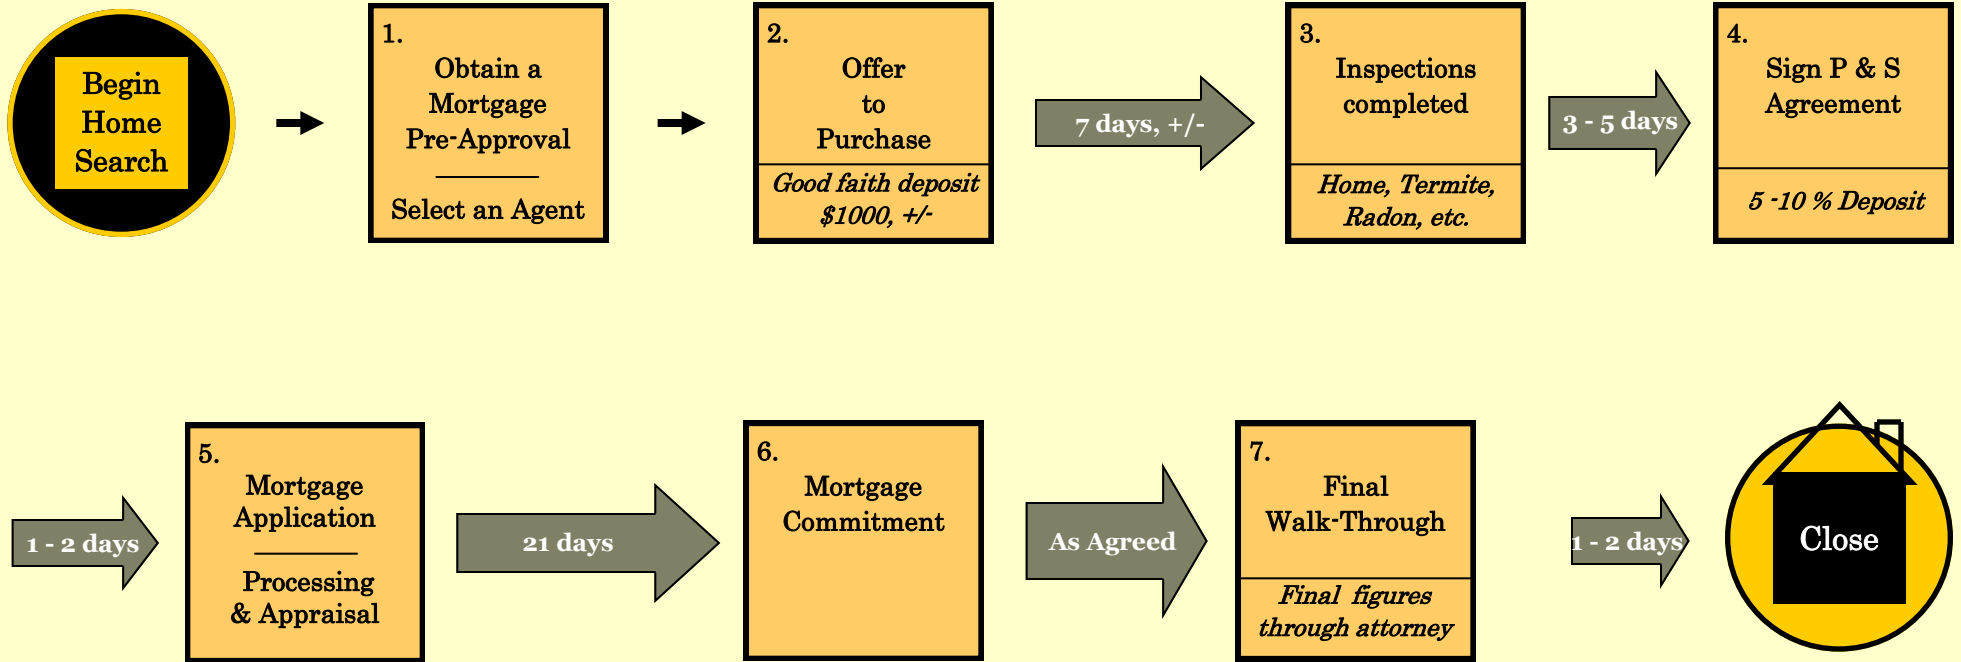 Begin
Home
Search
1.
Obtain a
Mortgage
Pre-Approval
Select an Agent
2.
Offer
to
Purchase
Good faith deposit
$1000, +/-
7 days, +/-
3.
Inspections
completed
Home, Termite,
Radon, etc.
3 - 5 days
4.
Sign P & S
Agreement
5 -10 % Deposit
1 - 2 days
5.
Mortgage
Application
Processing
& Appraisal
21 days
6.
Mortgage
Commitment
As Agreed
7.
Final
Walk-Through
Final figures
through attorney
1 - 2 days
Close